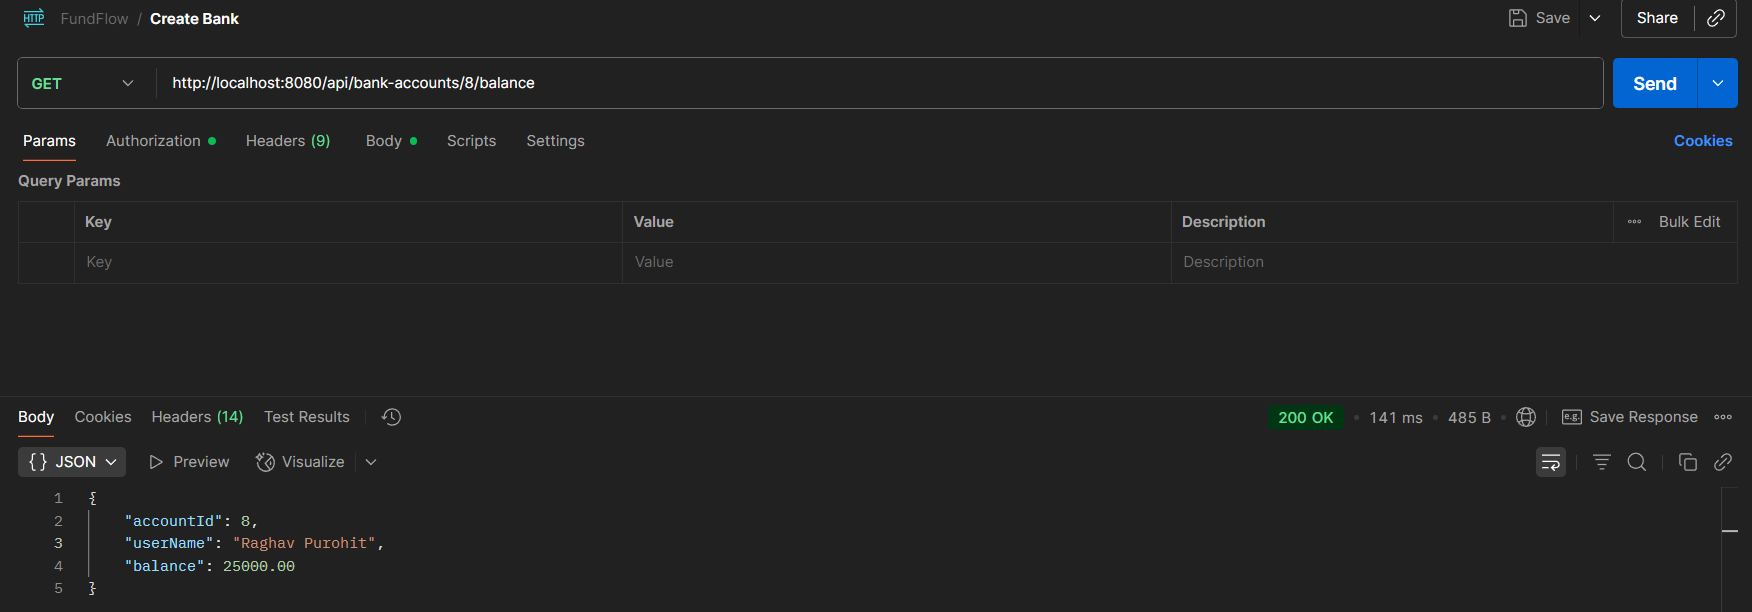 HTTP FundFlow / Create Bank Save Share
GET http://localhost:8080/api/bank-accounts/8/balance Send
Params Authorization Headers (9) Body Scripts Settings Cookies
Query Params
Key Value Description Bulk Edit
Key Value Description
Body Cookies Headers (14) Test Results 200 OK 141 ms 485 B e.g. Save Response
{} JSON Preview Visualize
1 {
2 "accountId": 8,
3 "userName": "Raghav Purohit",
4 "balance": 25000.00
5 }